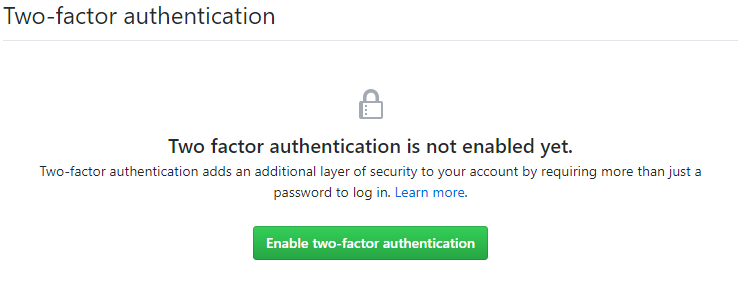 Two-factor authentication
Two factor authentication is not enabled yet.
Two-factor authentication adds an additional layer of security to your account by requiring more than just a
password to log in. Learn more.
Enable two-factor authentication